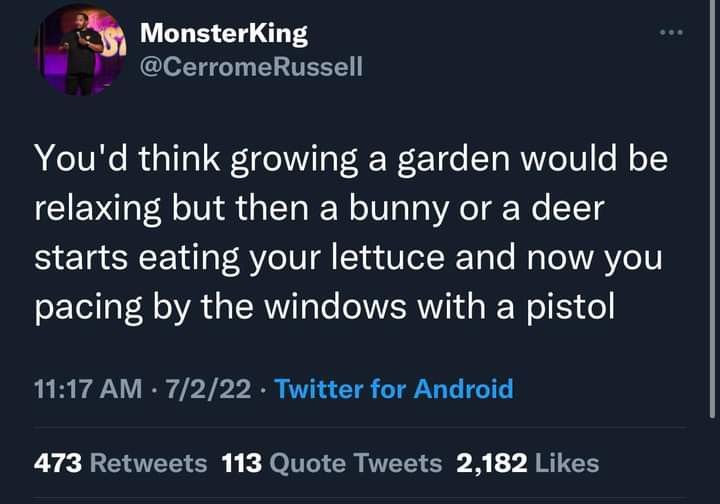 MonsterKing
@CerromeRussell
You'd think growing a garden would be
relaxing but then a bunny or a deer
starts eating your lettuce and now you
pacing by the windows with a pistol
11:17 AM · 7/2/22 · Twitter for Android
473 Retweets 113 Quote Tweets 2,182 Likes